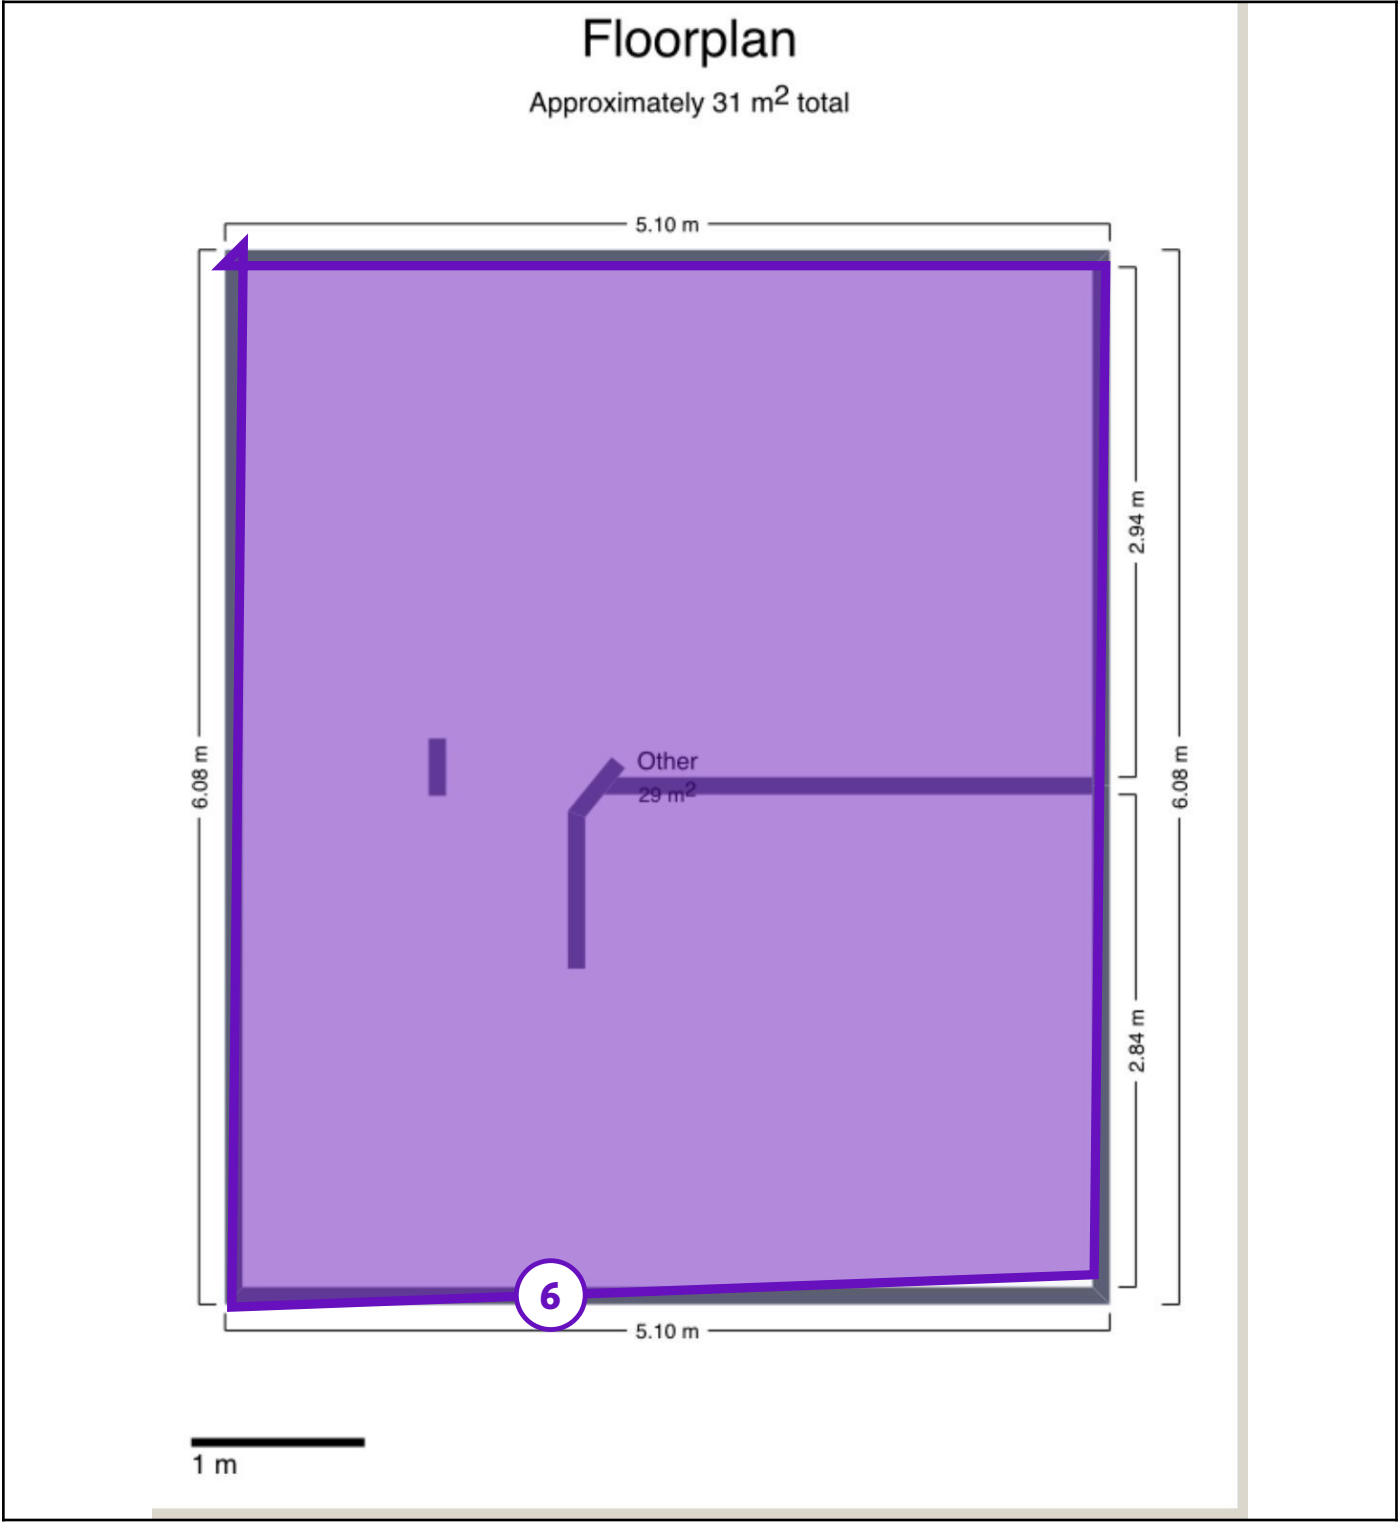 Floorplan
Approximately 31 m2 total
5.10 m
2.94 m
6.08 m
6.08 m
Other
29 m2
2.84 m
6
5.10 m
1 m